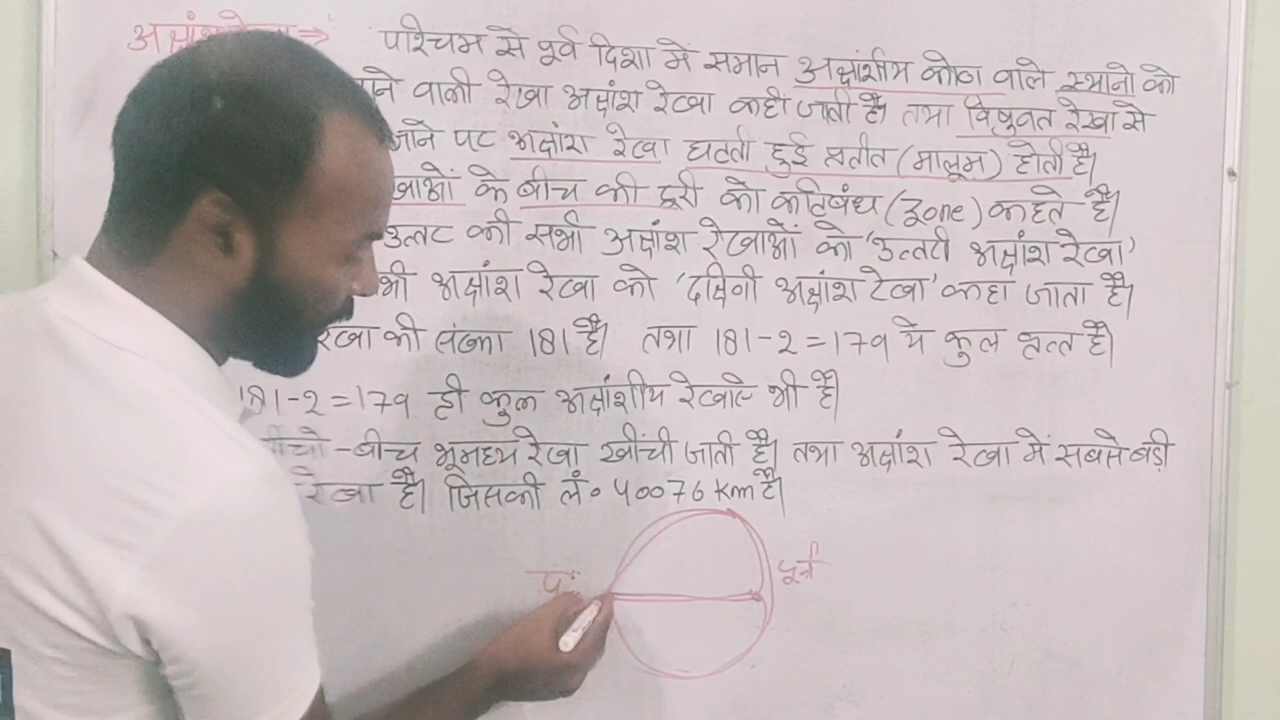 पश्चिम से पूर्व दिशा में समान अक्षांशीय कोण वाले स्थानो को
वाली रेखा अक्षांश रेखा कही जाती है। तथा विषुवत रेखा से
जाने पर अक्षांश रेखा घटती हुई प्रतीत (मालूम) होती है।
के बीच की दूरी को कटिबंध (Zone) कहते है।
उत्तर की सभी अक्षांश रेखाओं को 'उत्तरी अक्षांश रेखा'
अक्षांश रेखा को 'दक्षिणी अक्षांश रेखा' कहा जाता है।
की संख्या 181 है। तथा 181-2=179 ये कुल वृत्त है।
181-2=179 ही कुल अक्षांशीय रेखाए भी है।
-बीच भूमध्य रेखा खींची जाती है। तथा अक्षांश रेखा में सबसे बड़ी
रेखा है। जिसकी लं० 40076 Km है।
प॰ पूर्व